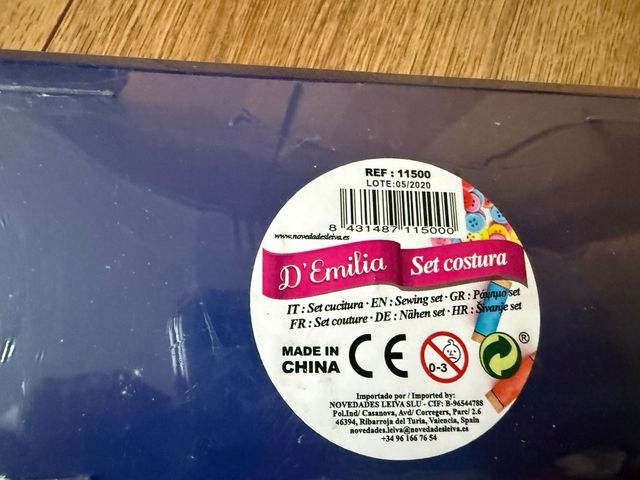 REF : 11500
LOTE:05/2020
8 431487 115000
www.novedadesleiva.es
D'Emilia Set costura
IT : Set cucitura · EN : Sewing set · GR : Ράψιμο set
FR : Set couture · DE : Nähen set · HR : Šivanje set
MADE IN
CHINA
CE
0-3
®
Importado por / Imported by:
NOVEDADES LEIVA SLU - CIF: B-96544788
Pol.Ind/ Casanova, Avd/ Corregers, Parc/ 2.6
46394, Ribarroja del Turia, Valencia, Spain
novedades.leiva@novedadesleiva.es
+34 96 166 76 54